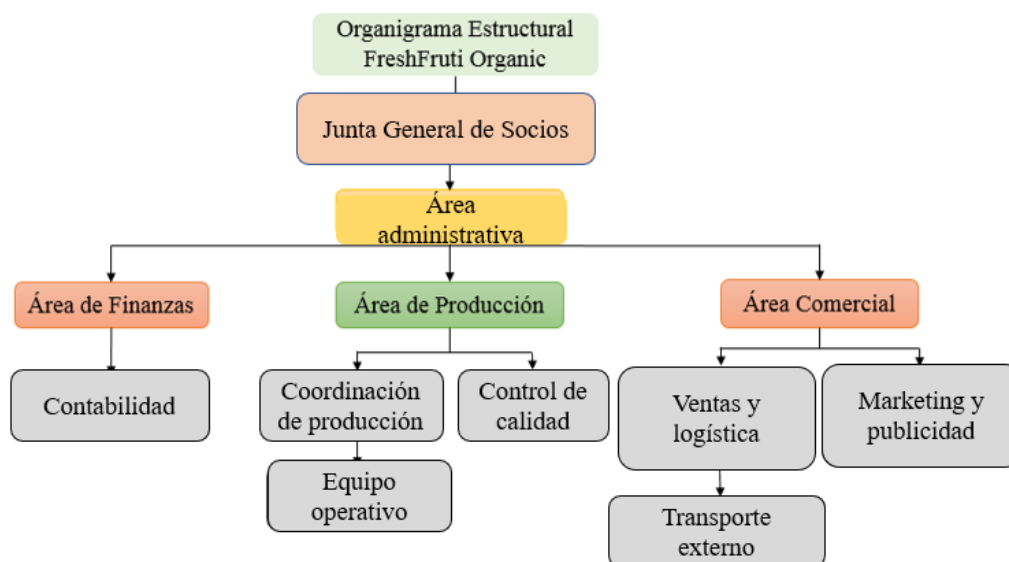 Organigrama Estructural
FreshFruti Organic
Junta General de Socios
Área
administrativa
Área de Finanzas
Área de Producción
Área Comercial
Contabilidad
Coordinación
de producción
Control de
calidad
Ventas y
logística
Marketing y
publicidad
Equipo
operativo
Transporte
externo